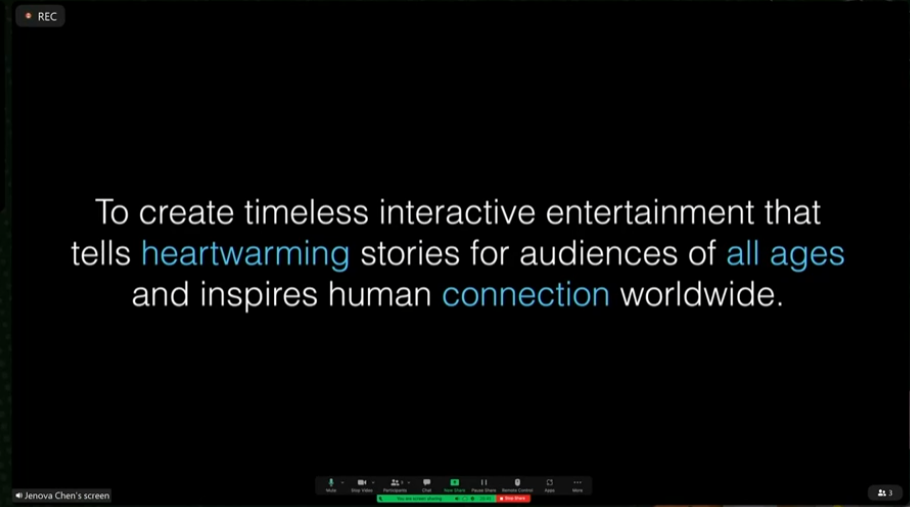 REC
To create timeless interactive entertainment that
tells heartwarming stories for audiences of all ages
and inspires human connection worldwide.
Mute
Stop Video
Participants
Chat
New Share
Pause Share
Remote Control
Apps
More
You are screen sharing
Stop Share
Jenova Chen's screen
3